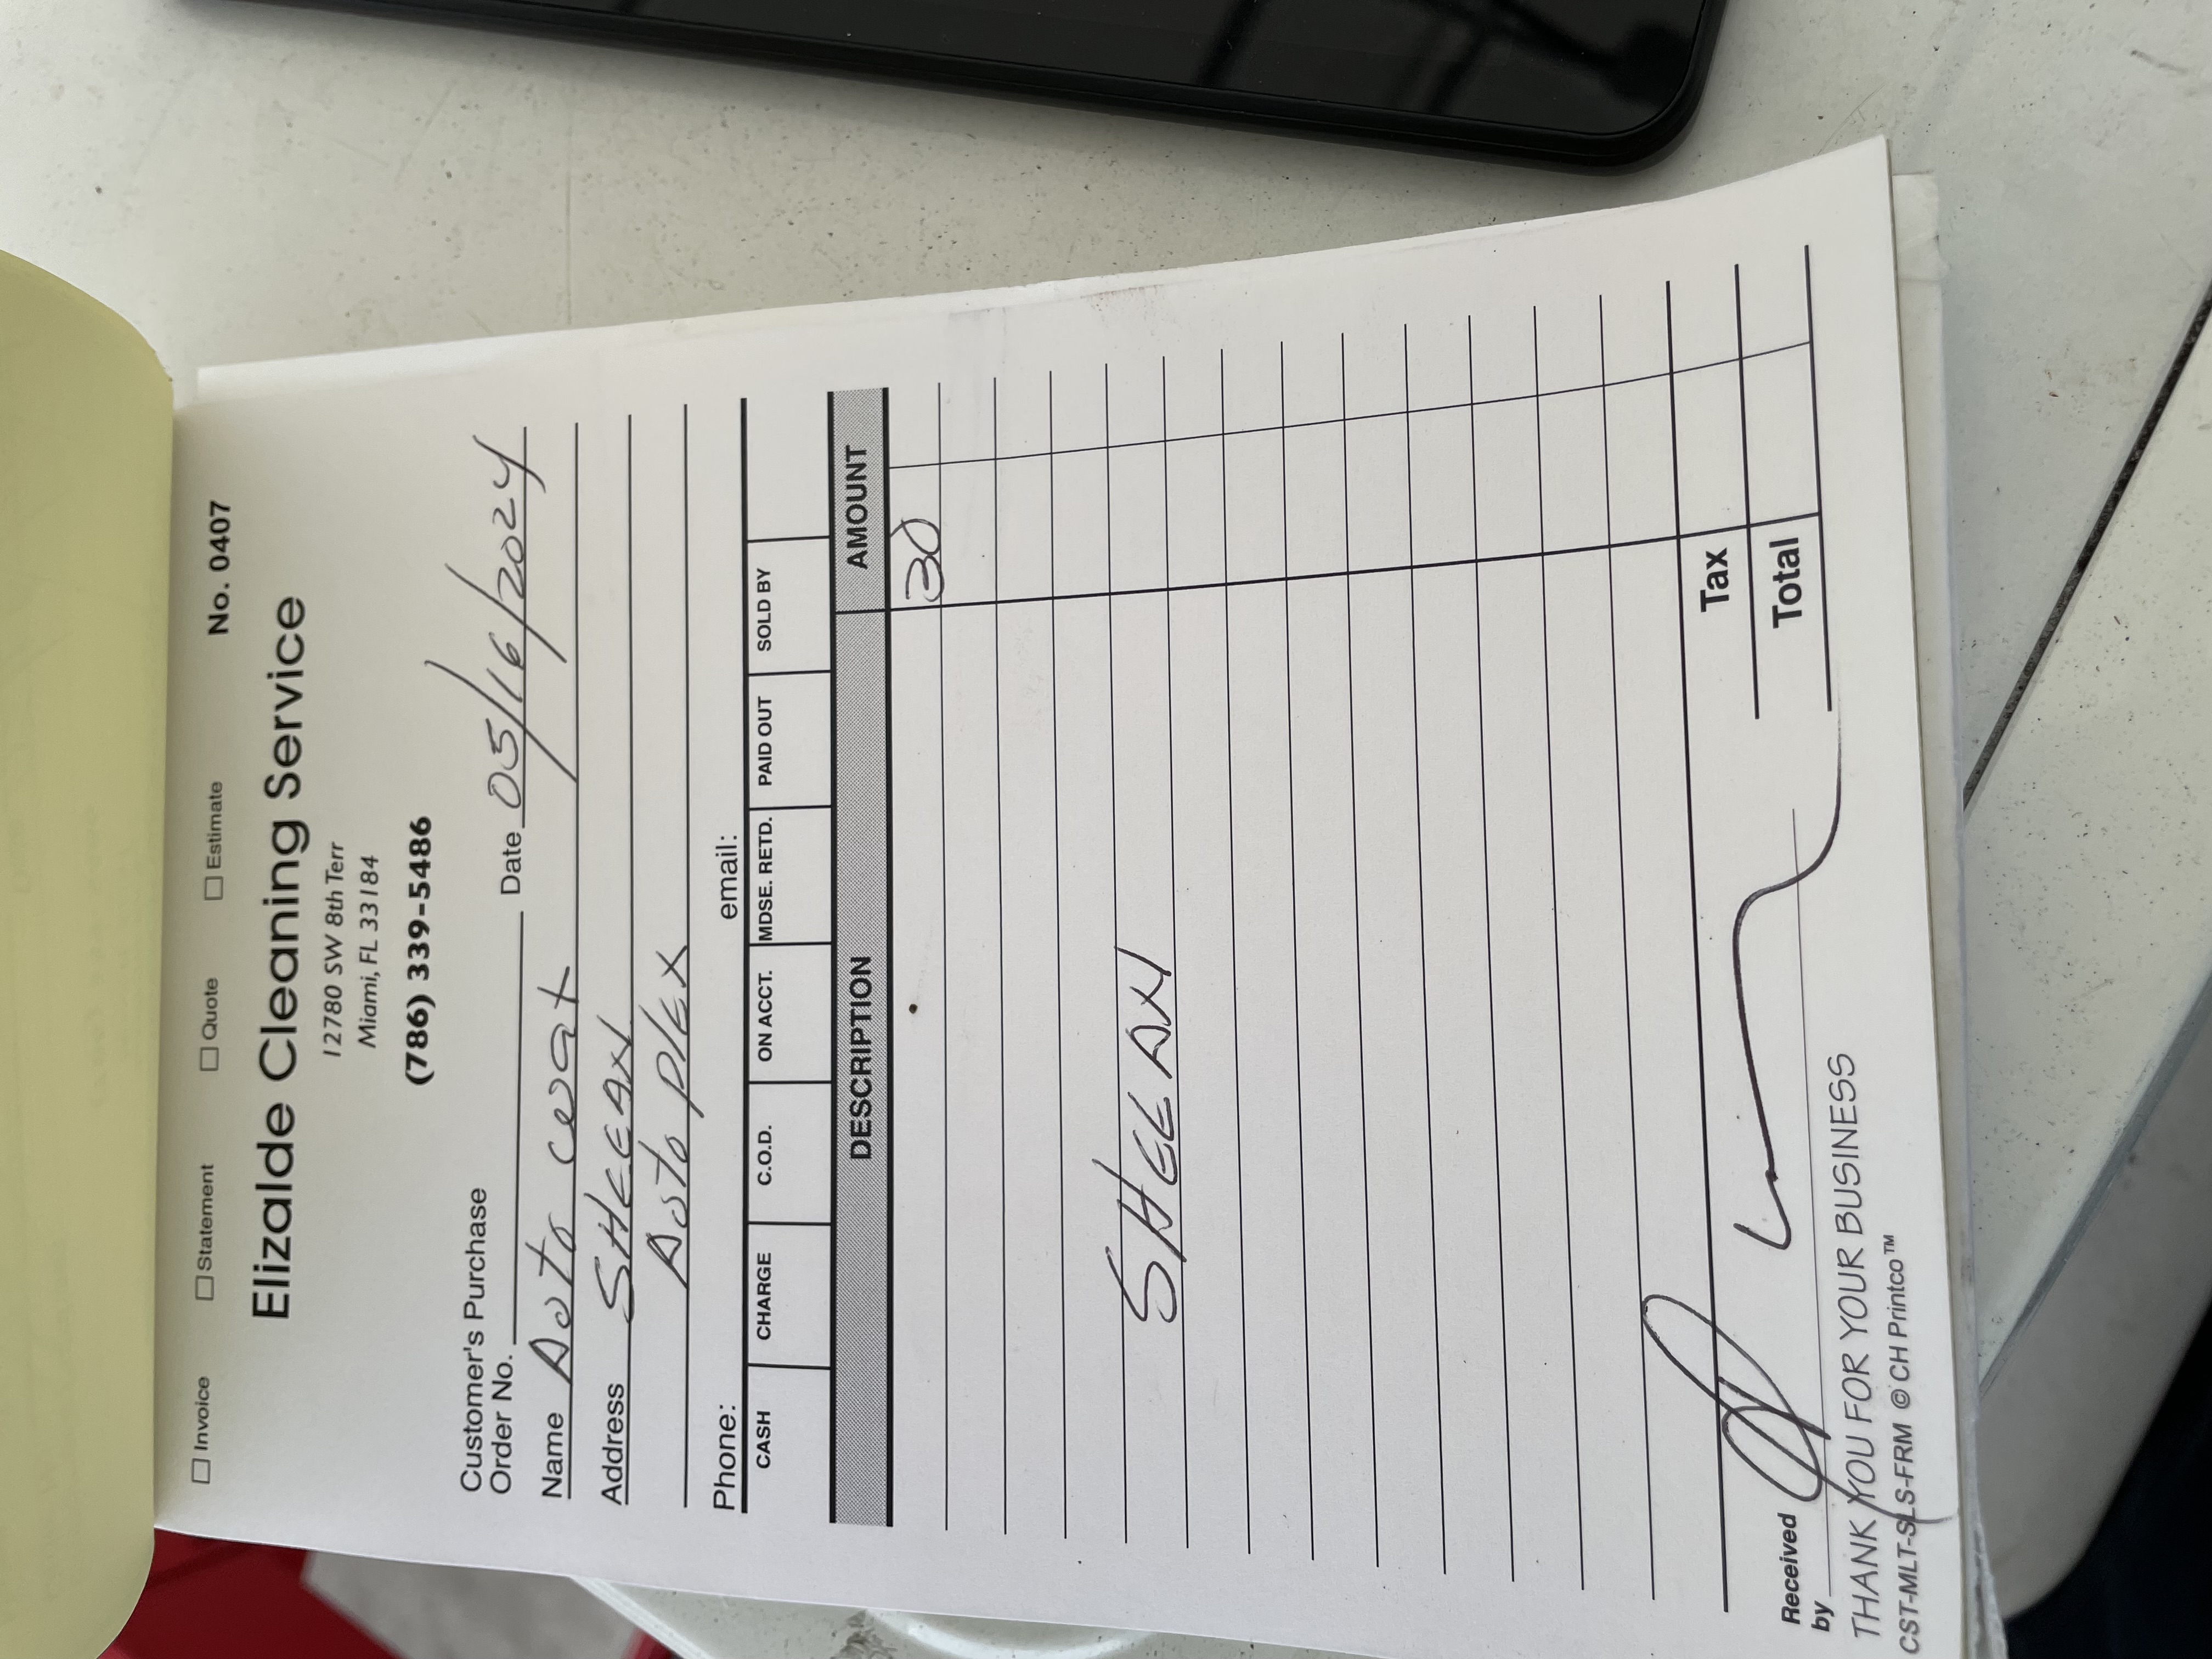 Invoice Statement Quote Estimate No. 0407
Elizalde Cleaning Service
12780 SW 8th Terr
Miami, FL 33184
(786) 339-5486
Customer's Purchase
Order No. Date 05/16/2024
Name Auto
Address SHEEAN
Auto plex
Phone: email:
CASH CHARGE C.O.D. ON ACCT. MDSE. RETD. PAID OUT SOLD BY
DESCRIPTION AMOUNT
30
SHEEAN
Tax
Total
Received
by
THANK YOU FOR YOUR BUSINESS
CST-MLT-SLS-FRM © CH Printco™